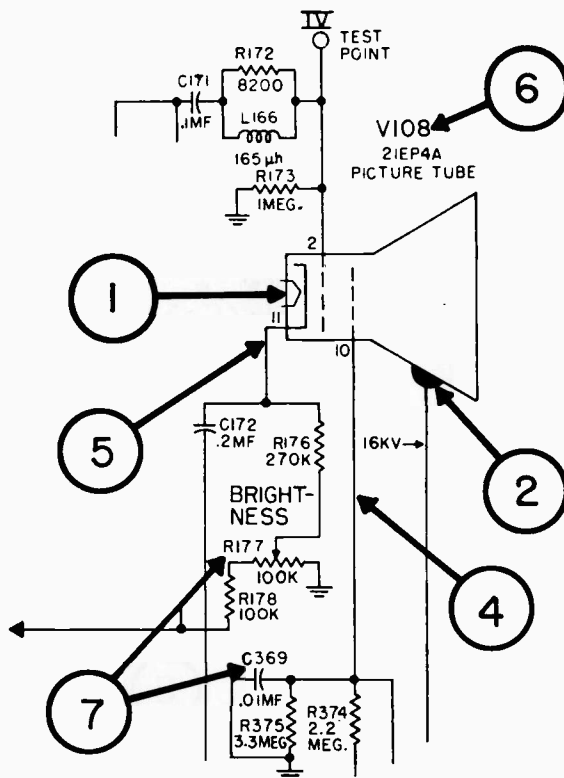 IV
TEST
POINT
R172
8200
C171
.1MF
L166
165 μh
R173
1MEG.
6
V108
21EP4A
PICTURE TUBE
2
1
11
10
5
C172
.2MF
R176
270K
16KV→
2
BRIGHT-
NESS
R177
100K
R178
100K
4
7
C369
.01MF
R375
3.3MEG
R374
2.2
MEG.